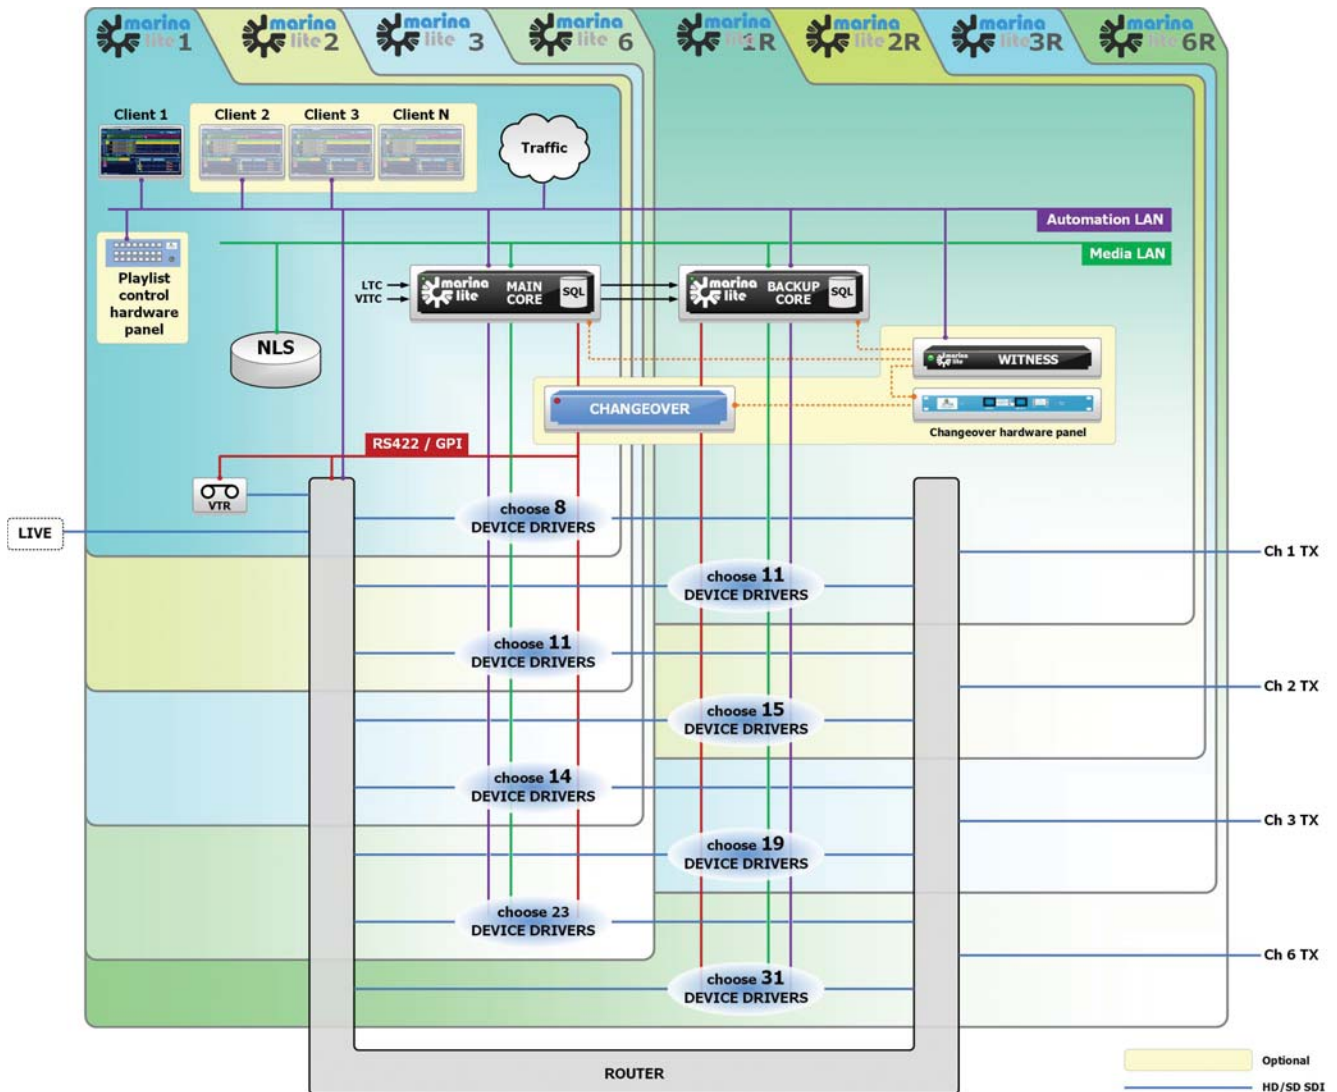 marina lite 1
marina lite 2
marina lite 3
marina lite 6
marina lite 1R
marina lite 2R
marina lite 3R
marina lite 6R
Client 1
Client 2
Client 3
Client N
Traffic
Automation LAN
Media LAN
Playlist
control
hardware
panel
LTC
VITC
marina lite
MAIN
CORE
SQL
marina lite
BACKUP
CORE
SQL
NLS
marina lite
WITNESS
CHANGEOVER
Changeover hardware panel
RS422 / GPI
VTR
LIVE
choose 8
DEVICE DRIVERS
Ch 1 TX
choose 11
DEVICE DRIVERS
choose 11
DEVICE DRIVERS
Ch 2 TX
choose 15
DEVICE DRIVERS
choose 14
DEVICE DRIVERS
Ch 3 TX
choose 19
DEVICE DRIVERS
choose 23
DEVICE DRIVERS
Ch 6 TX
choose 31
DEVICE DRIVERS
ROUTER
Optional
HD/SD SDI